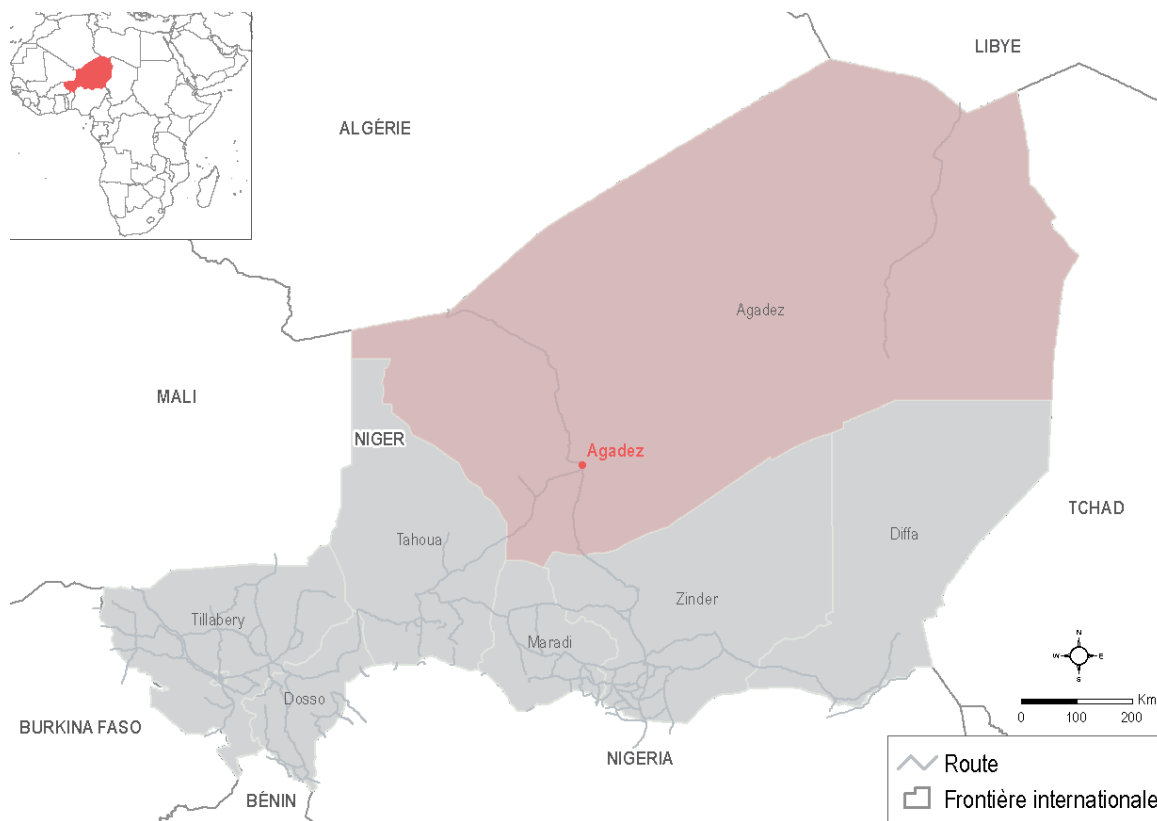 LIBYE
ALGÉRIE
Agadez
MALI
NIGER
Agadez
TCHAD
Diffa
Tahoua
Zinder
Tillabery
Maradi
Dosso
N
W
E
S
Km
0
100
200
BURKINA FASO
NIGERIA
BÉNIN
Route
Frontière internationale